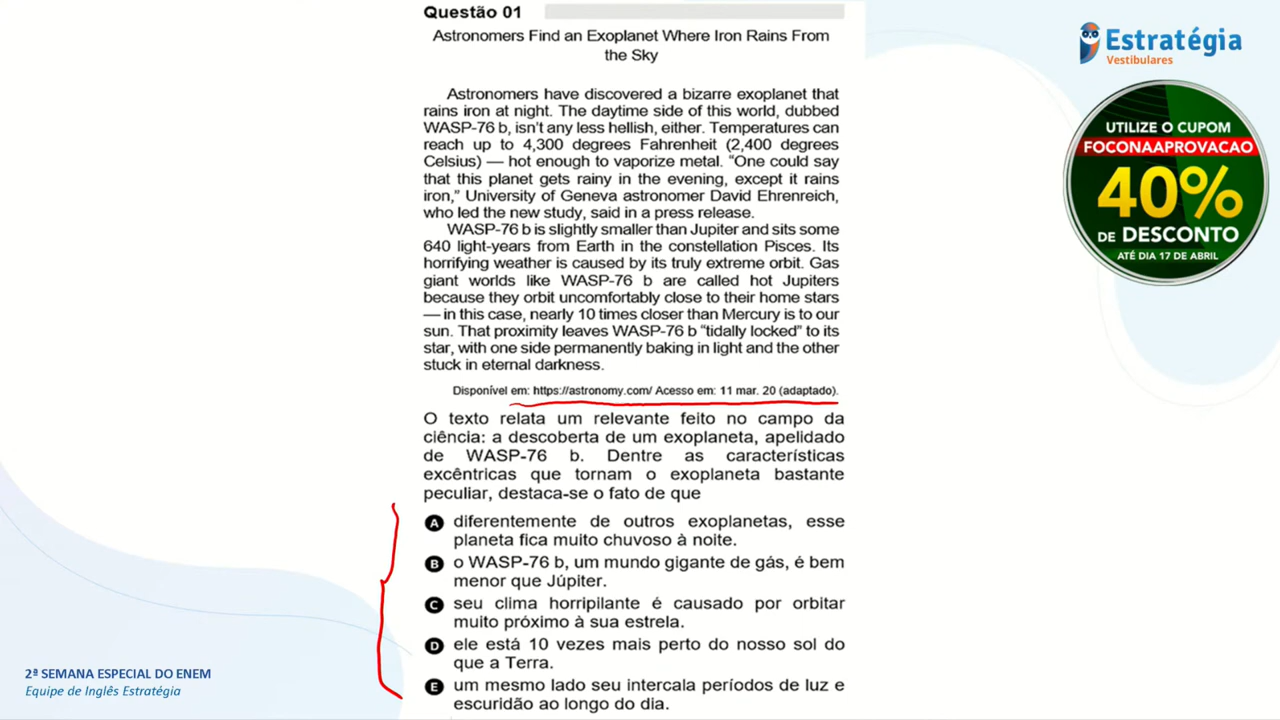 Questão 01
Astronomers Find an Exoplanet Where Iron Rains From
the Sky
Astronomers have discovered a bizarre exoplanet that
rains iron at night. The daytime side of this world, dubbed
WASP-76 b, isn't any less hellish, either. Temperatures can
reach up to 4,300 degrees Fahrenheit (2,400 degrees
Celsius) — hot enough to vaporize metal. “One could say
that this planet gets rainy in the evening, except it rains
iron,” University of Geneva astronomer David Ehrenreich,
who led the new study, said in a press release.
WASP-76 b is slightly smaller than Jupiter and sits some
640 light-years from Earth in the constellation Pisces. Its
horrifying weather is caused by its truly extreme orbit. Gas
giant worlds like WASP-76 b are called hot Jupiters
because they orbit uncomfortably close to their home stars
— in this case, nearly 10 times closer than Mercury is to our
sun. That proximity leaves WASP-76 b “tidally locked” to its
star, with one side permanently baking in light and the other
stuck in eternal darkness.
Disponível em: https://astronomy.com/ Acesso em: 11 mar. 20 (adaptado).
O texto relata um relevante feito no campo da
ciência: a descoberta de um exoplaneta, apelidado
de WASP-76 b. Dentre as características
excêntricas que tornam o exoplaneta bastante
peculiar, destaca-se o fato de que
A diferentemente de outros exoplanetas, esse
planeta fica muito chuvoso à noite.
B o WASP-76 b, um mundo gigante de gás, é bem
menor que Júpiter.
C seu clima horripilante é causado por orbitar
muito próximo à sua estrela.
D ele está 10 vezes mais perto do nosso sol do
que a Terra.
E um mesmo lado seu intercala períodos de luz e
escuridão ao longo do dia.
Estratégia
Vestibulares
UTILIZE O CUPOM
FOCONAAPROVACAO
40%
DE DESCONTO
ATÉ DIA 17 DE ABRIL
2ª SEMANA ESPECIAL DO ENEM
Equipe de Inglês Estratégia